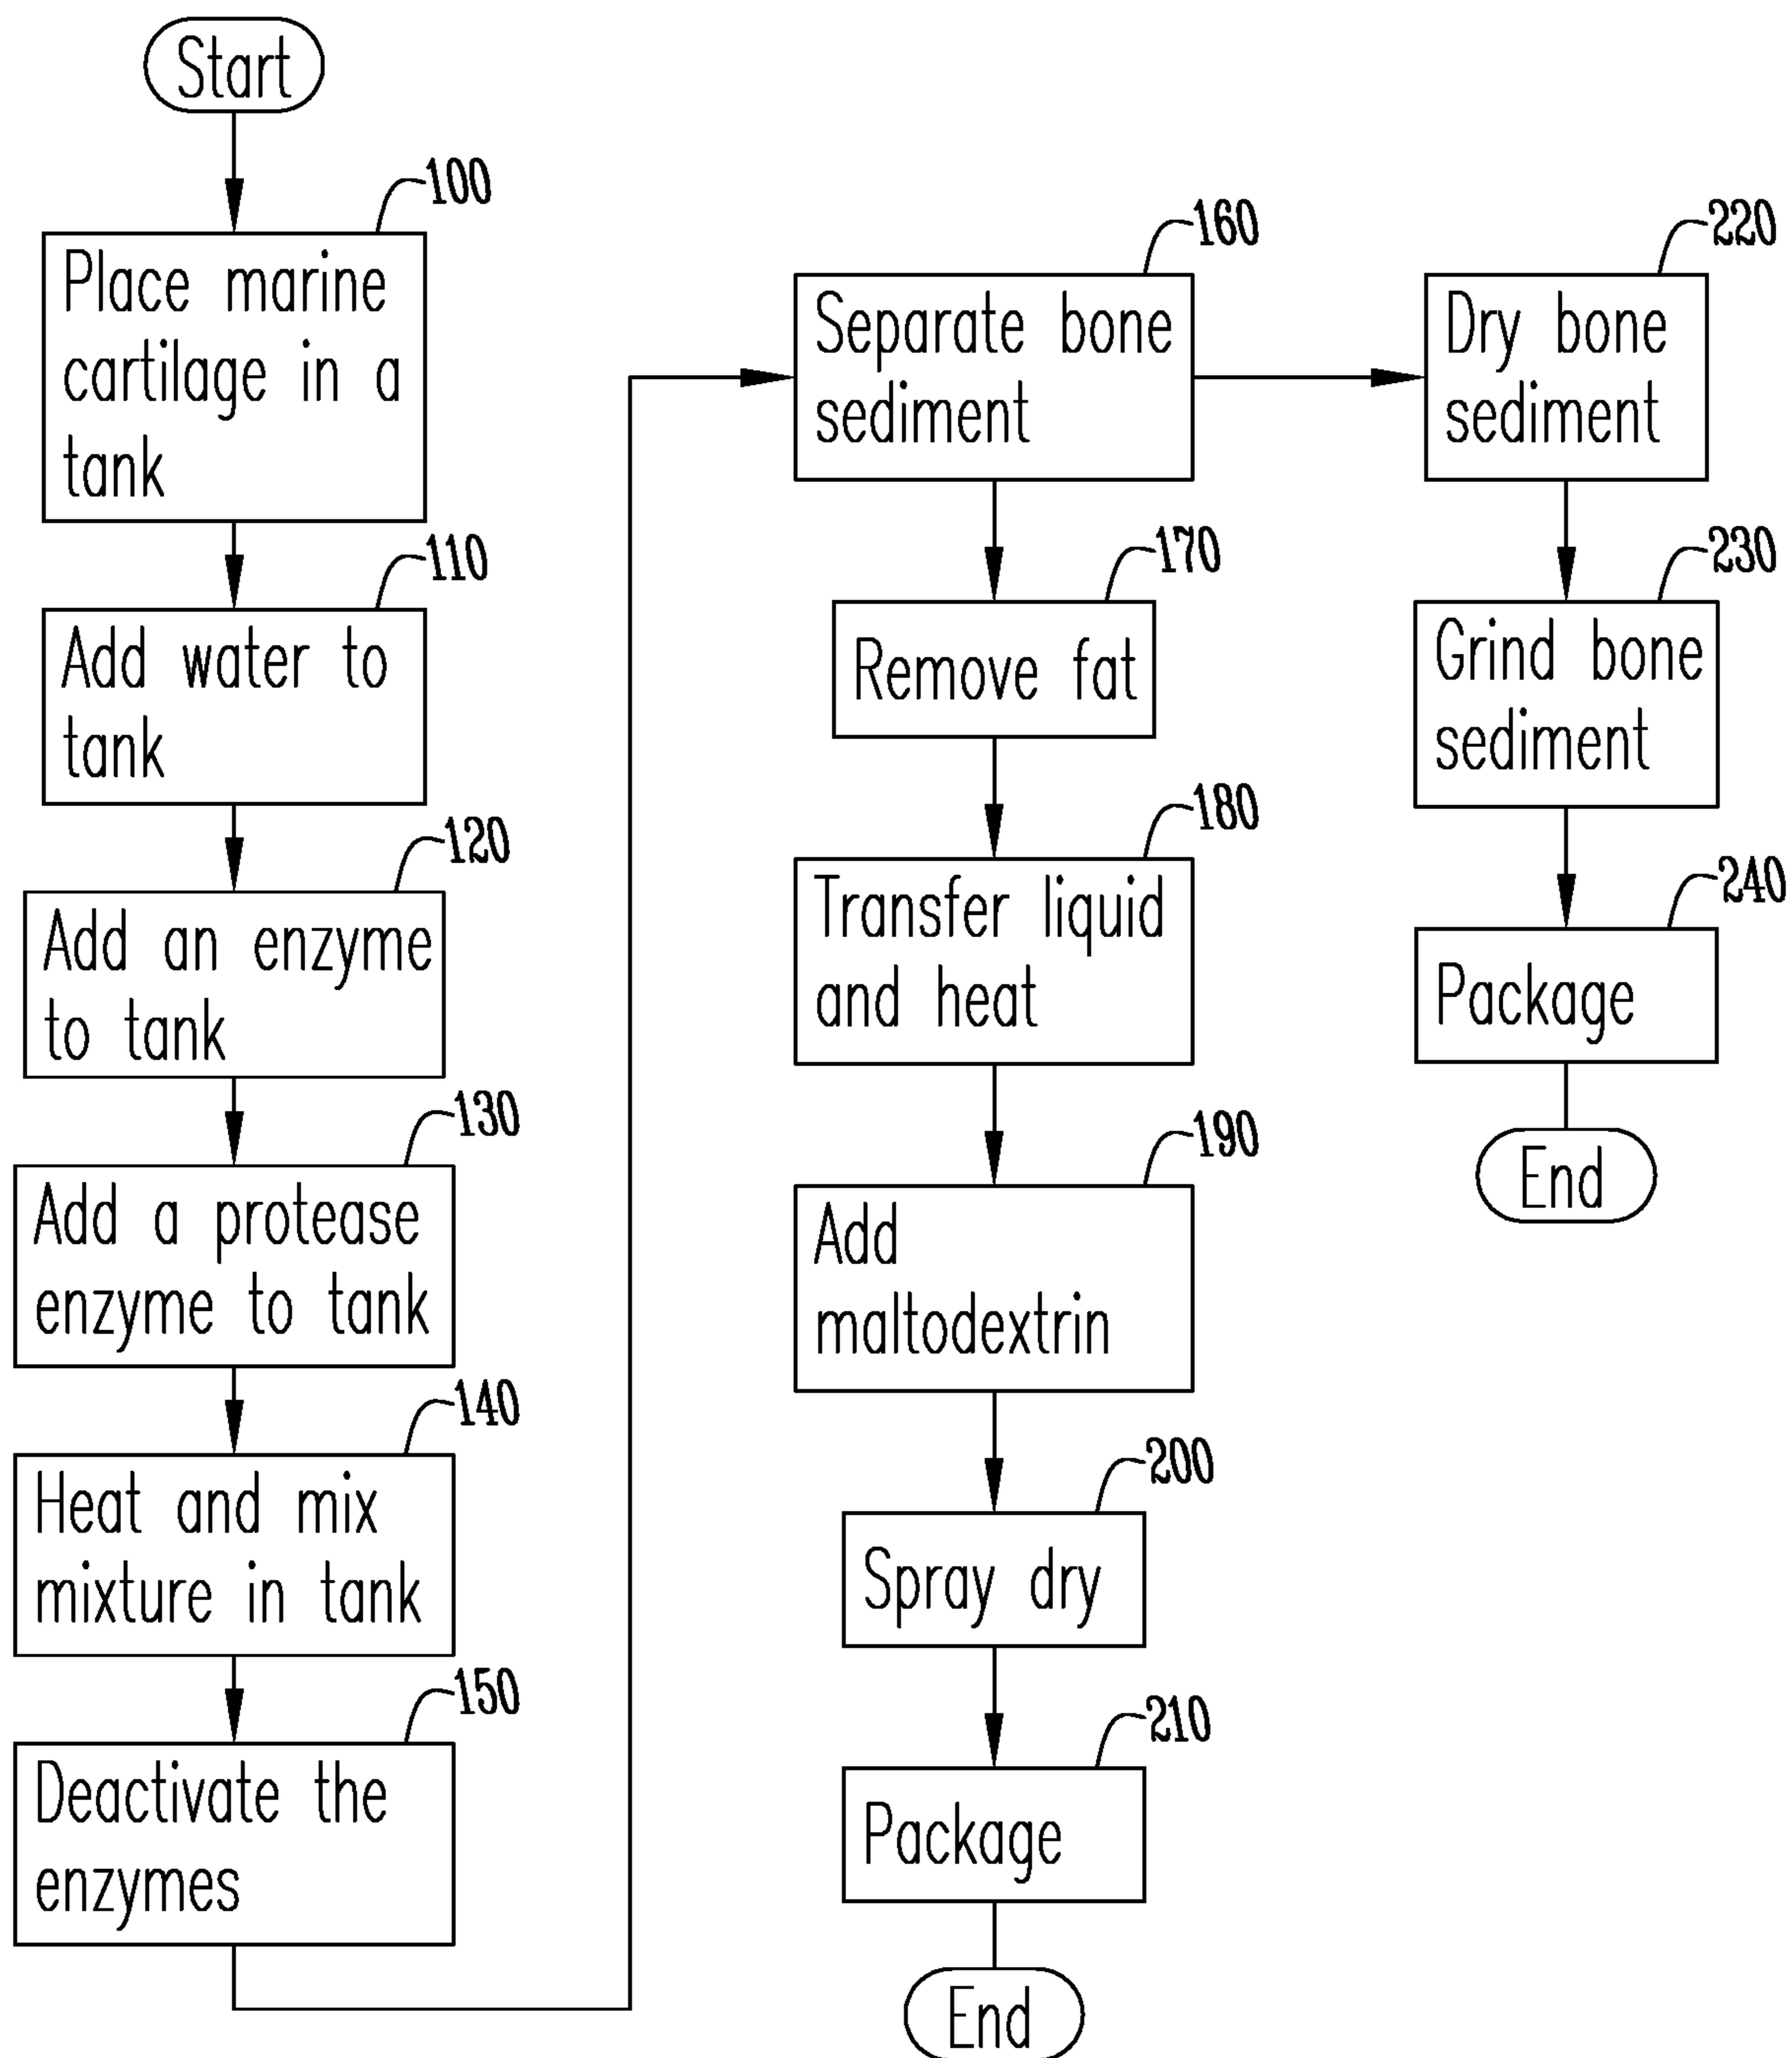 Start
100
Place marine
cartilage in a
tank
110
Add water to
tank
120
Add an enzyme
to tank
130
Add a protease
enzyme to tank
140
Heat and mix
mixture in tank
150
Deactivate the
enzymes
160
Separate bone
sediment
170
Remove fat
180
Transfer liquid
and heat
190
Add
maltodextrin
200
Spray dry
210
Package
End
220
Dry bone
sediment
230
Grind bone
sediment
240
Package
End